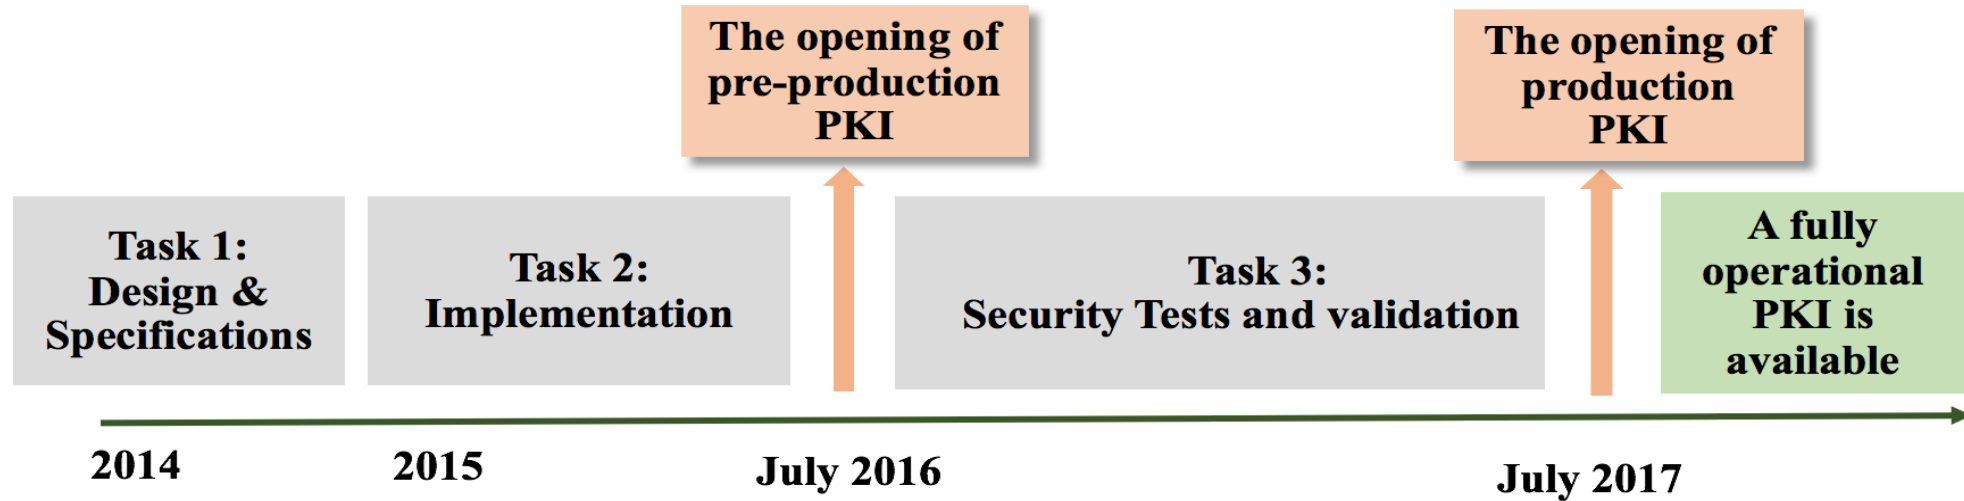 The opening of
pre-production
PKI
The opening of
production
PKI
Task 1:
Design &
Specifications
Task 2:
Implementation
Task 3:
Security Tests and validation
A fully
operational
PKI is
available
2014
2015
July 2016
July 2017